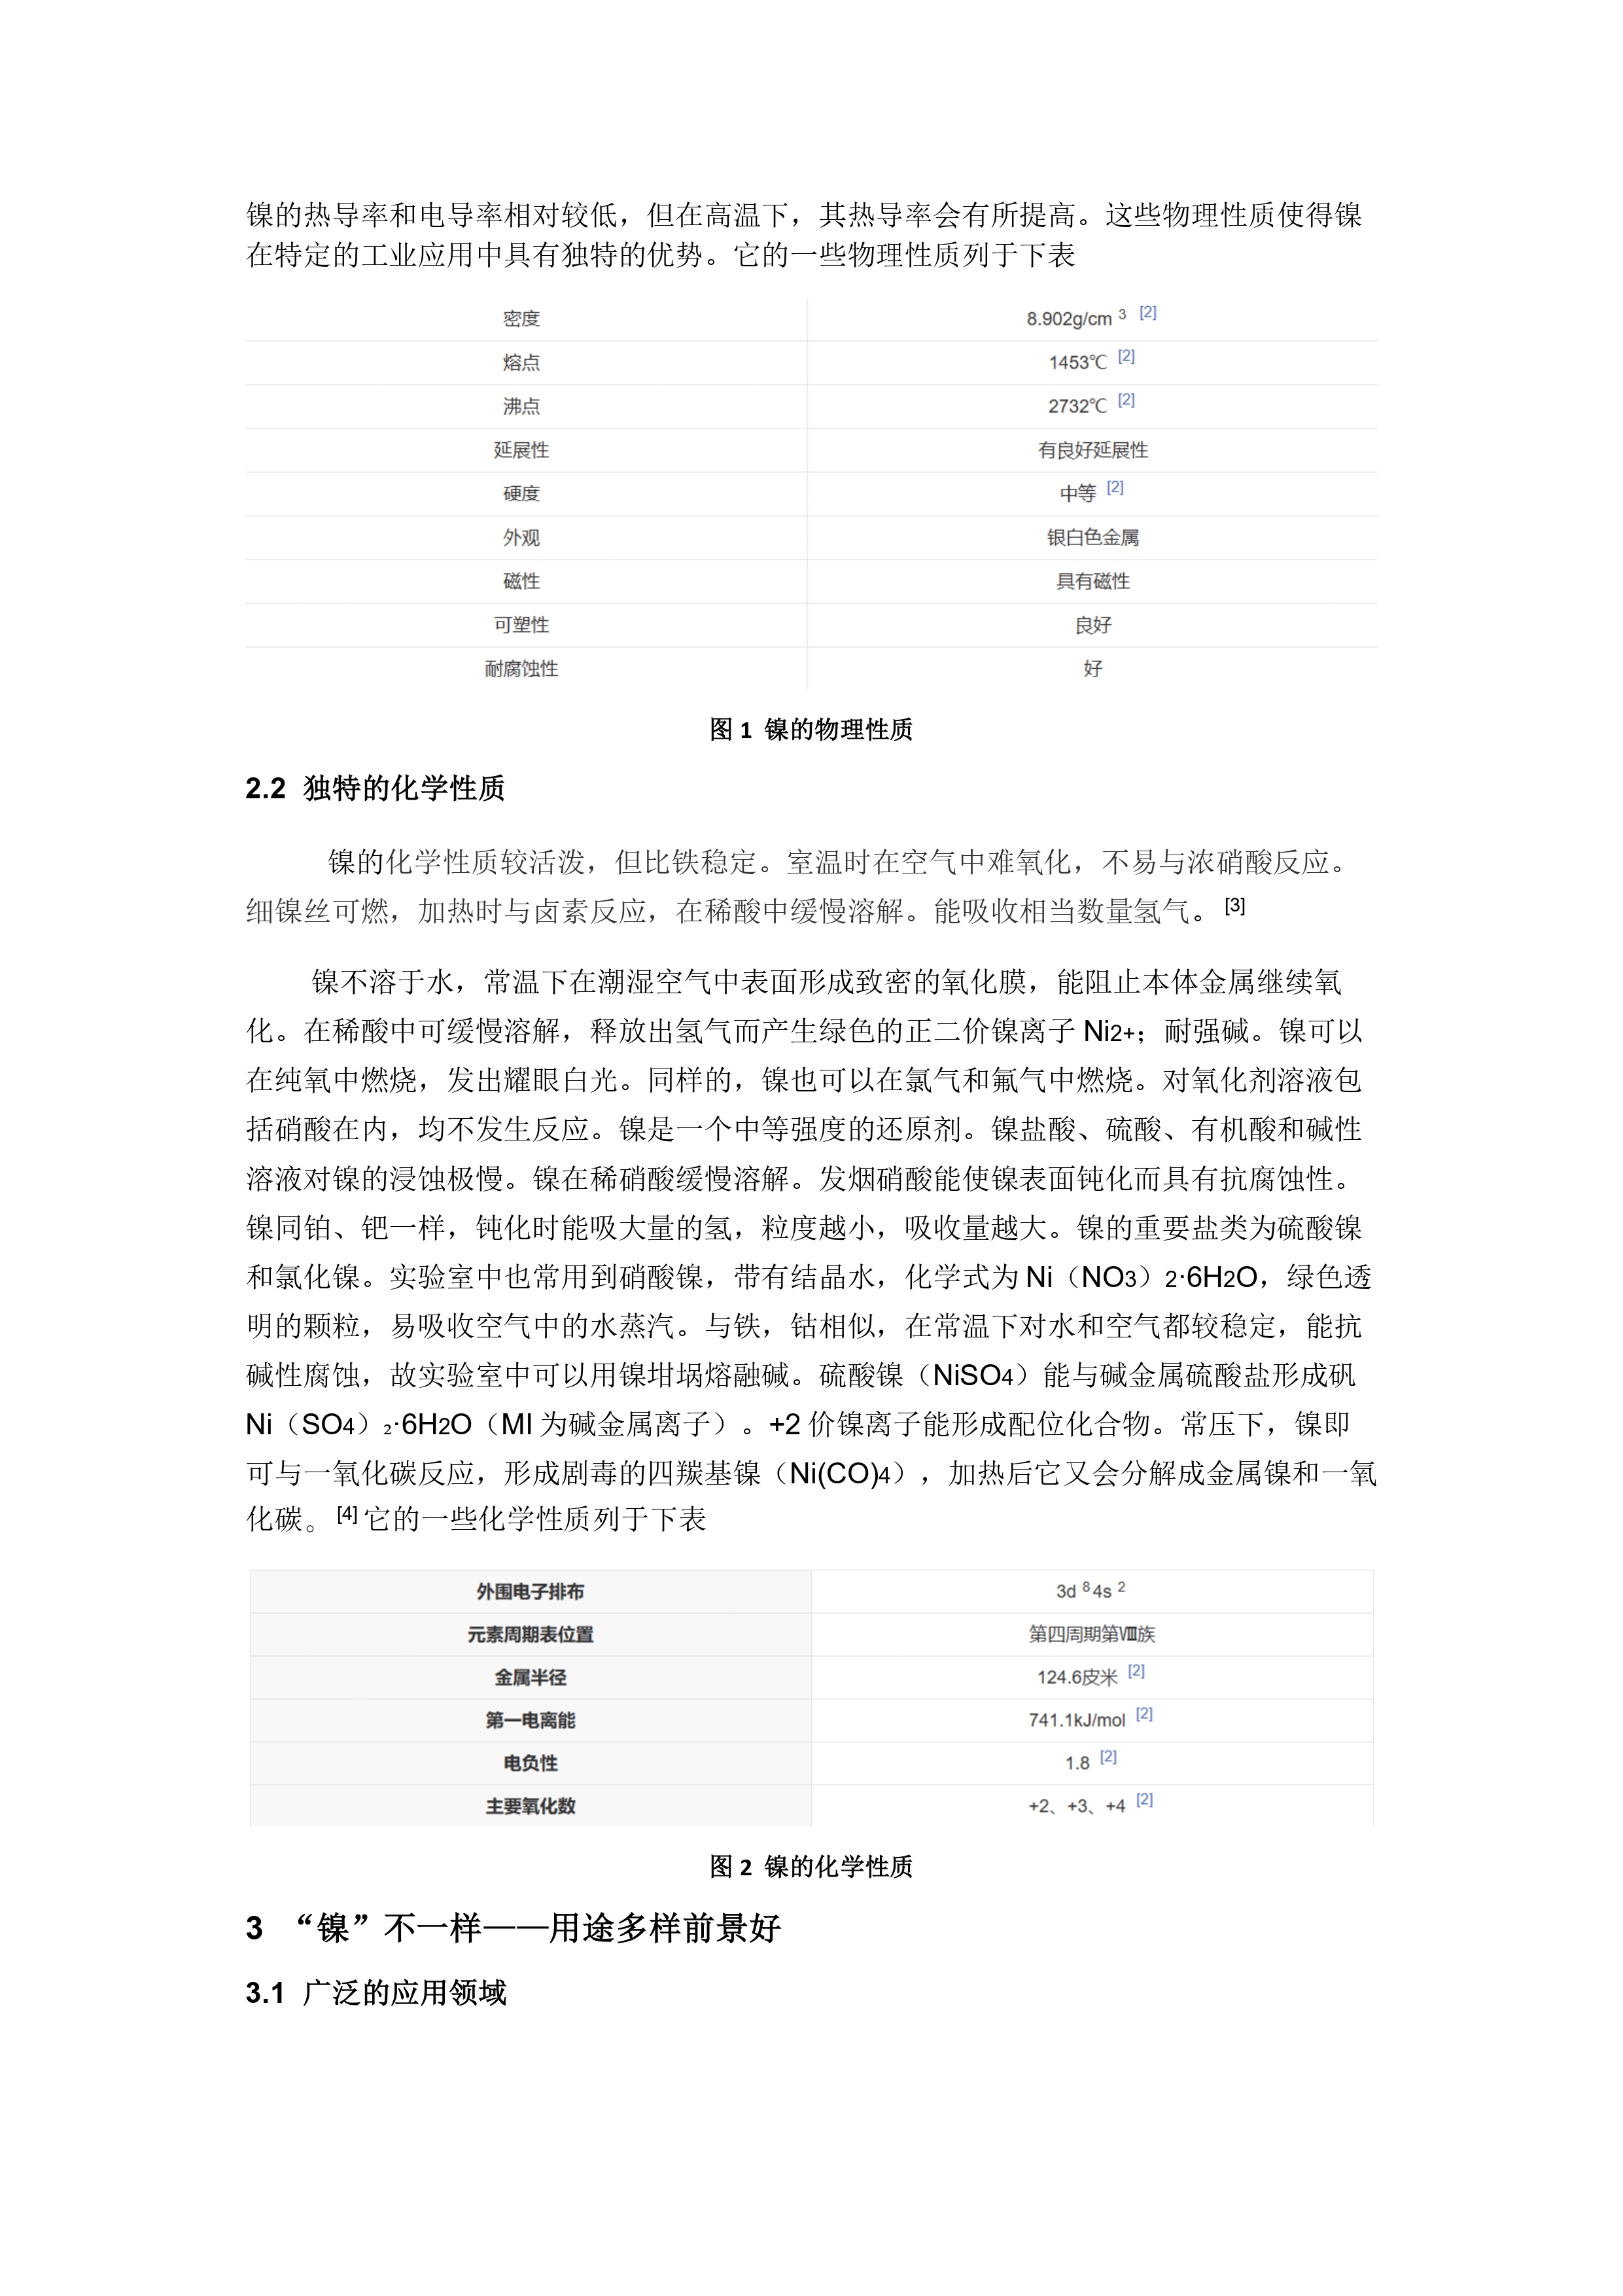 镍的热导率和电导率相对较低，但在高温下，其热导率会有所提高。这些物理性质使得镍
在特定的工业应用中具有独特的优势。它的一些物理性质列于下表
密度 8.902g/cm 3 [2]
熔点 1453℃ [2]
沸点 2732℃ [2]
延展性 有良好延展性
硬度 中等 [2]
外观 银白色金属
磁性 具有磁性
可塑性 良好
耐腐蚀性 好
图 1 镍的物理性质
2.2 独特的化学性质
镍的化学性质较活泼，但比铁稳定。室温时在空气中难氧化，不易与浓硝酸反应。
细镍丝可燃，加热时与卤素反应，在稀酸中缓慢溶解。能吸收相当数量氢气。 [3]
镍不溶于水，常温下在潮湿空气中表面形成致密的氧化膜，能阻止本体金属继续氧
化。在稀酸中可缓慢溶解，释放出氢气而产生绿色的正二价镍离子 Ni2+；耐强碱。镍可以
在纯氧中燃烧，发出耀眼白光。同样的，镍也可以在氯气和氟气中燃烧。对氧化剂溶液包
括硝酸在内，均不发生反应。镍是一个中等强度的还原剂。镍盐酸、硫酸、有机酸和碱性
溶液对镍的浸蚀极慢。镍在稀硝酸缓慢溶解。发烟硝酸能使镍表面钝化而具有抗腐蚀性。
镍同铂、钯一样，钝化时能吸大量的氢，粒度越小，吸收量越大。镍的重要盐类为硫酸镍
和氯化镍。实验室中也常用到硝酸镍，带有结晶水，化学式为 Ni（NO3）2·6H2O，绿色透
明的颗粒，易吸收空气中的水蒸汽。与铁，钴相似，在常温下对水和空气都较稳定，能抗
碱性腐蚀，故实验室中可以用镍坩埚熔融碱。硫酸镍（NiSO4）能与碱金属硫酸盐形成矾
Ni（SO4）₂·6H2O（MI 为碱金属离子）。+2 价镍离子能形成配位化合物。常压下，镍即
可与一氧化碳反应，形成剧毒的四羰基镍（Ni(CO)4），加热后它又会分解成金属镍和一氧
化碳。 [4] 它的一些化学性质列于下表
外围电子排布 3d 8 4s 2
元素周期表位置 第四周期第Ⅷ族
金属半径 124.6皮米 [2]
第一电离能 741.1kJ/mol [2]
电负性 1.8 [2]
主要氧化数 +2、+3、+4 [2]
图 2 镍的化学性质
3 “镍”不一样——用途多样前景好
3.1 广泛的应用领域